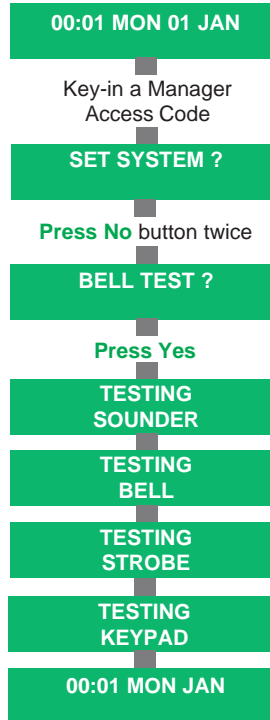 00:01 MON 01 JAN
Key-in a Manager
Access Code
SET SYSTEM ?
Press No button twice
BELL TEST ?
Press Yes
TESTING
SOUNDER
TESTING
BELL
TESTING
STROBE
TESTING
KEYPAD
00:01 MON JAN